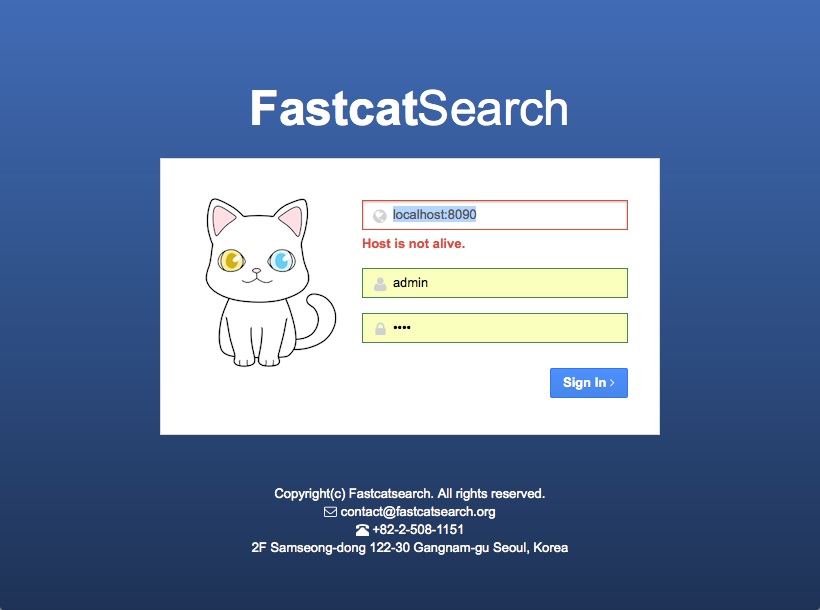 FastcatSearch
localhost:8090
Host is not alive.
admin
••••
Sign In ›
Copyright(c) Fastcatsearch. All rights reserved.
contact@fastcatsearch.org
+82-2-508-1151
2F Samseong-dong 122-30 Gangnam-gu Seoul, Korea